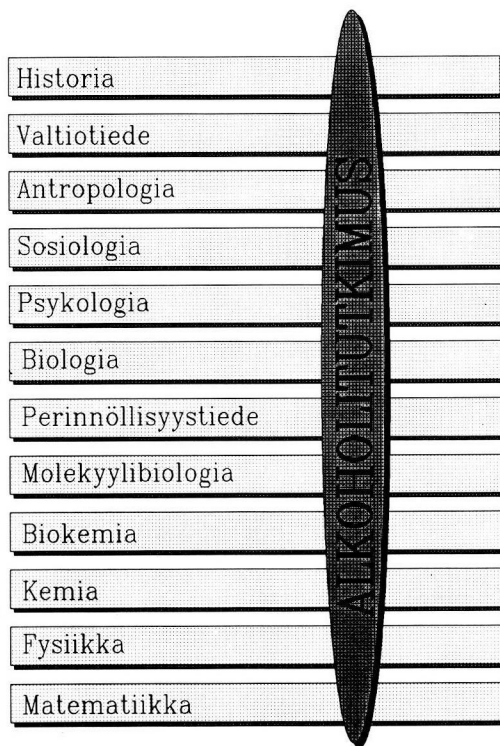 Historia
Valtiotiede
Antropologia
Sosiologia
Psykologia
Biologia
Perinnöllisyystiede
Molekyylibiologia
Biokemia
Kemia
Fysiikka
Matematiikka
ALKOHOLITUTKIMUS